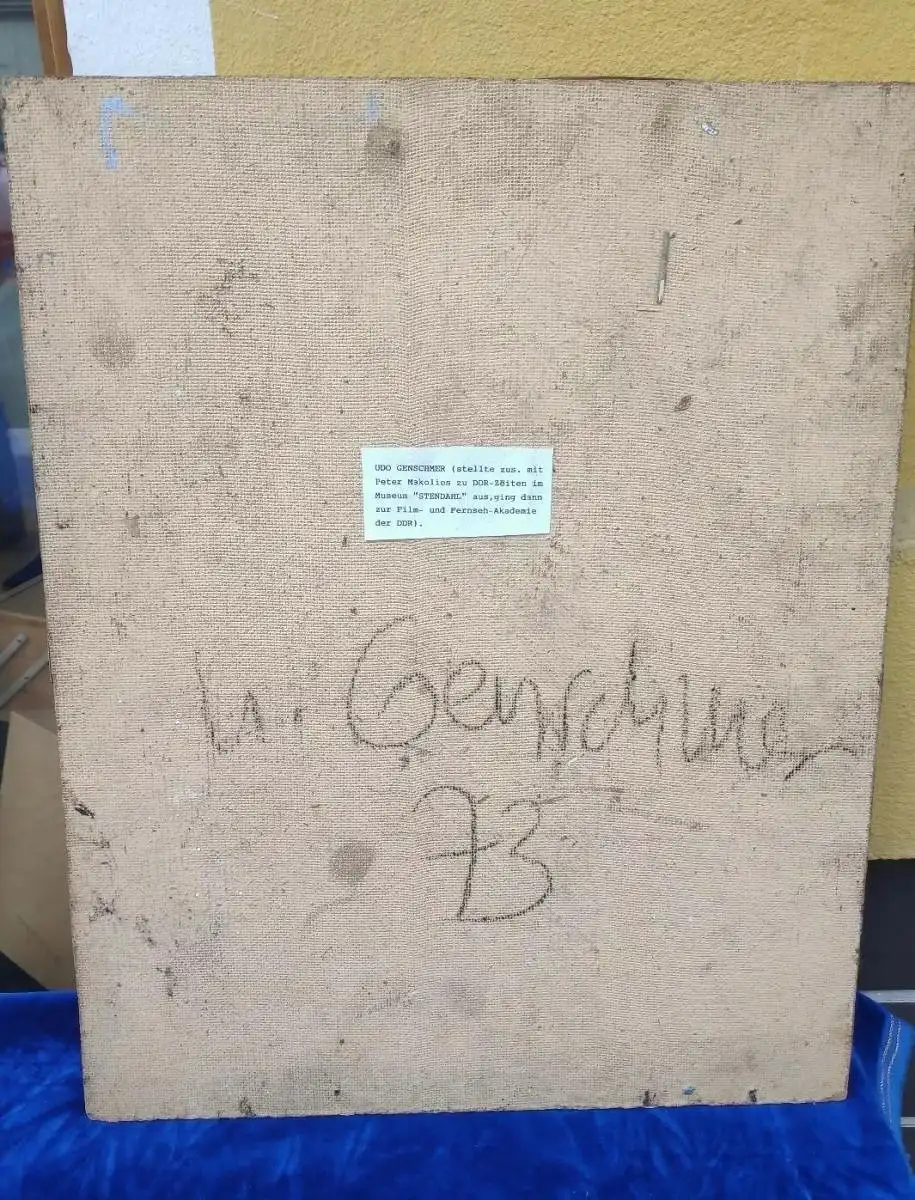 UDO GENSCHMER (stellte zus. mit
Peter Makolies zu DDR-Zeiten im
Museum "STENDAHL" aus,ging dann
zur Film- und Fernseh-Akademie
der DDR).
U. Genschmer
73